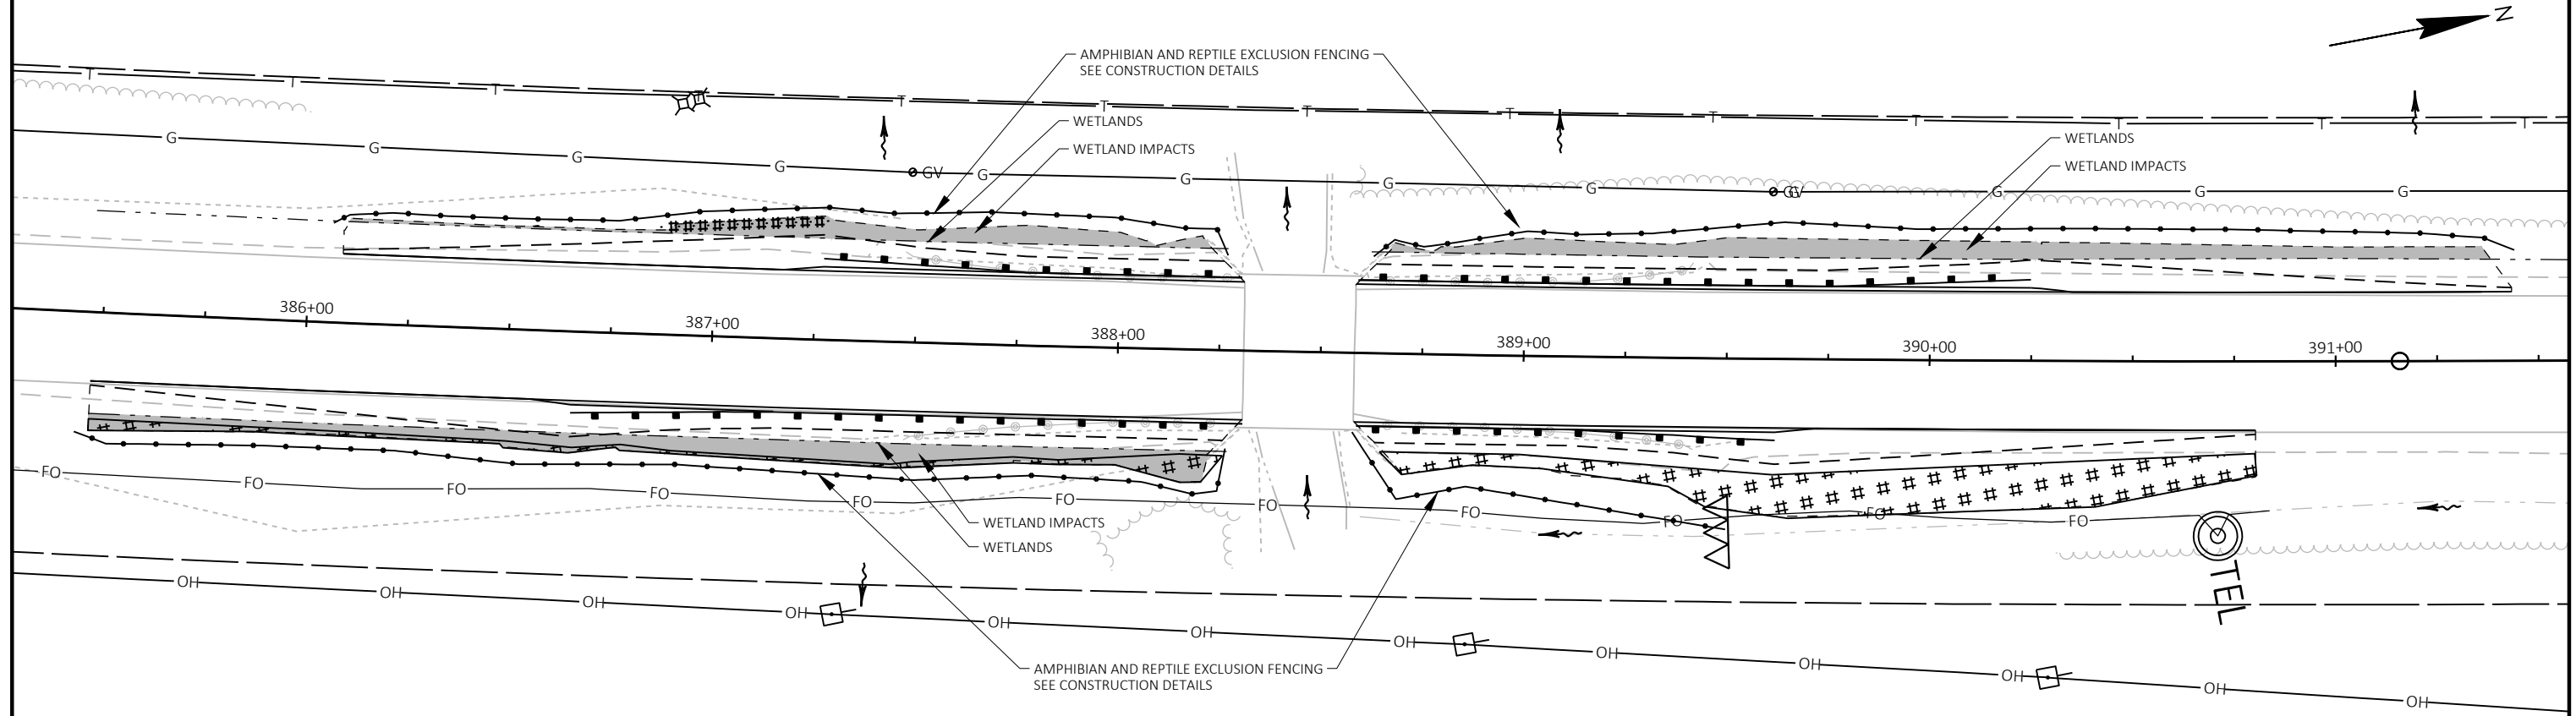 N
AMPHIBIAN AND REPTILE EXCLUSION FENCING
SEE CONSTRUCTION DETAILS
T T T T T T T T T T T T T
WETLANDS
WETLAND IMPACTS
WETLANDS
WETLAND IMPACTS
G G G G GV G G G G GV G G G
386+00
387+00
388+00
389+00
390+00
391+00
FO FO FO FO FO FO FO FO FO FO FO
WETLAND IMPACTS
WETLANDS
TEL
OH OH OH OH OH OH OH OH OH OH OH OH
AMPHIBIAN AND REPTILE EXCLUSION FENCING
SEE CONSTRUCTION DETAILS